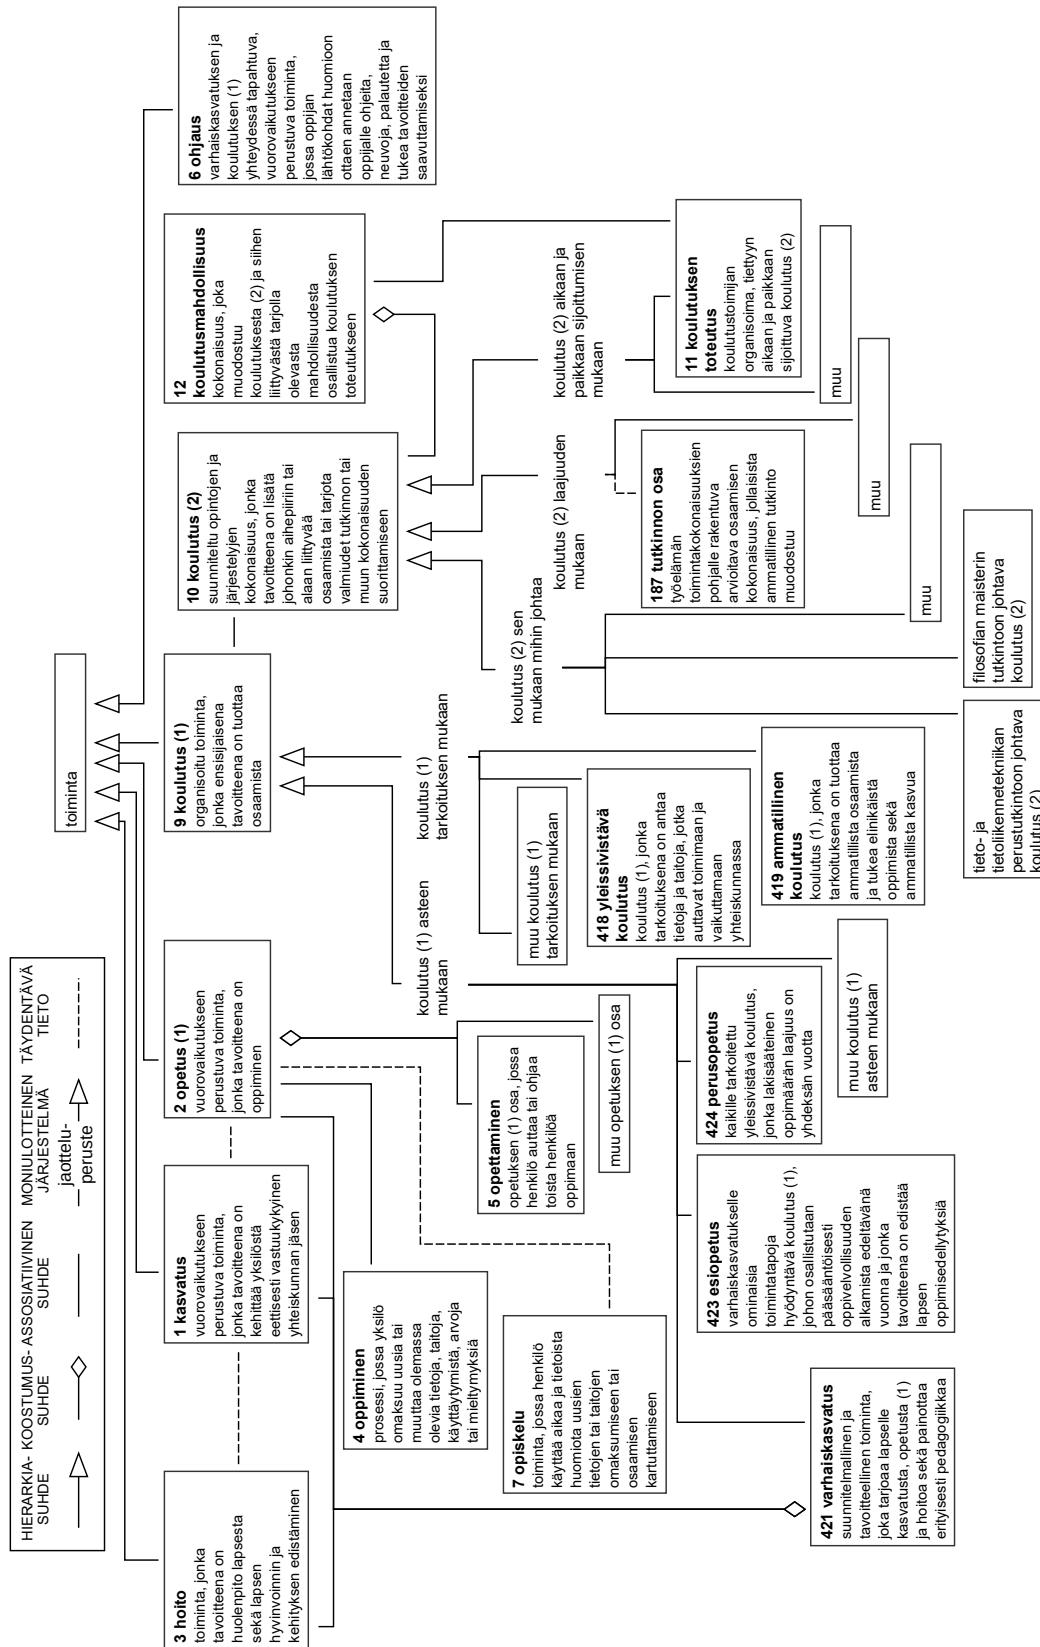 HIERARKIA- KOOSTUMUS- ASSOSIATIIVINEN MONIULOTTEINEN TÄYDENTÄVÄ
SUHDE SUHDE SUHDE JÄRJESTELMÄ TIETO
jaottelu-
peruste
toiminta
3 hoito
toiminta, jonka
tavoitteena on
huolenpito lapsesta
sekä lapsen
hyvinvoinnin ja
kehityksen edistäminen
1 kasvatus
vuorovaikutukseen
perustuva toiminta,
jonka tavoitteena on
kehittää yksilöstä
eettisesti vastuukykyinen
yhteiskunnan jäsen
2 opetus (1)
vuorovaikutukseen
perustuva toiminta,
jonka tavoitteena on
oppiminen
9 koulutus (1)
organisoitu toiminta,
jonka ensisijaisena
tavoitteena on tuottaa
osaamista
10 koulutus (2)
suunniteltu opintojen ja
järjestelyjen
kokonaisuus, jonka
tavoitteena on lisätä
johonkin aihepiiriin tai
alaan liittyvää
osaamista tai tarjota
valmiudet tutkinnon tai
muun kokonaisuuden
suorittamiseen
12
koulutusmahdollisuus
kokonaisuus, joka
muodostuu
koulutuksesta (2) ja siihen
liittyvästä tarjolla
olevasta
mahdollisuudesta
osallistua koulutuksen
toteutukseen
6 ohjaus
varhaiskasvatuksen ja
koulutuksen (1)
yhteydessä tapahtuva,
vuorovaikutukseen
perustuva toiminta,
jossa oppijan
lähtökohdat huomioon
ottaen annetaan
oppijalle ohjeita,
neuvoja, palautetta ja
tukea tavoitteiden
saavuttamiseksi
4 oppiminen
prosessi, jossa yksilö
omaksuu uusia tai
muuttaa olemassa
olevia tietoja, taitoja,
käyttäytymistä, arvoja
tai mieltymyksiä
7 opiskelu
toiminta, jossa henkilö
käyttää aikaa ja tietoista
huomiota uusien
tietojen tai taitojen
omaksumiseen tai
osaamisen
kartuttamiseen
5 opettaminen
opetuksen (1) osa, jossa
henkilö auttaa tai ohjaa
toista henkilöä
oppimaan
muu opetuksen (1) osa
koulutus (1) asteen
mukaan
koulutus (1)
tarkoituksen mukaan
koulutus (2) sen
mukaan mihin johtaa
koulutus (2) laajuuden
mukaan
koulutus (2) aikaan ja
paikkaan sijoittumisen
mukaan
muu koulutus (1)
tarkoituksen mukaan
418 yleissivistävä
koulutus
koulutus (1), jonka
tarkoituksena on antaa
tietoja ja taitoja, jotka
auttavat toimimaan ja
vaikuttamaan
yhteiskunnassa
419 ammatillinen
koulutus
koulutus (1), jonka
tarkoituksena on tuottaa
ammatillista osaamista
ja tukea elinikäistä
oppimista sekä
ammatillista kasvua
187 tutkinnon osa
työelämän
toimintakokonaisuuksien
pohjalle rakentuva
arvioitava osaamisen
kokonaisuus, jollaisista
ammatillinen tutkinto
muodostuu
11 koulutuksen
toteutus
koulutustoimijan
organisoima, tiettyyn
aikaan ja paikkaan
sijoittuva koulutus (2)
muu
muu
muu
421 varhaiskasvatus
suunnitelmallinen ja
tavoitteellinen toiminta,
joka tarjoaa lapselle
kasvatusta, opetusta (1)
ja hoitoa sekä painottaa
erityisesti pedagogiikkaa
423 esiopetus
varhaiskasvatukselle
ominaisia
toimintatapoja
hyödyntävä koulutus (1),
johon osallistutaan
pääsääntöisesti
oppivelvollisuuden
alkamista edeltävänä
vuonna ja jonka
tavoitteena on edistää
lapsen
oppimisedellytyksiä
424 perusopetus
kaikille tarkoitettu
yleissivistävä koulutus,
jonka lakisääteinen
oppimäärän laajuus on
yhdeksän vuotta
muu koulutus (1)
asteen mukaan
tieto-ja
tietoliikennetekniikan
perustutkintoon johtava
koulutus (2)
filosofian maisterin
tutkintoon johtava
koulutus (2)